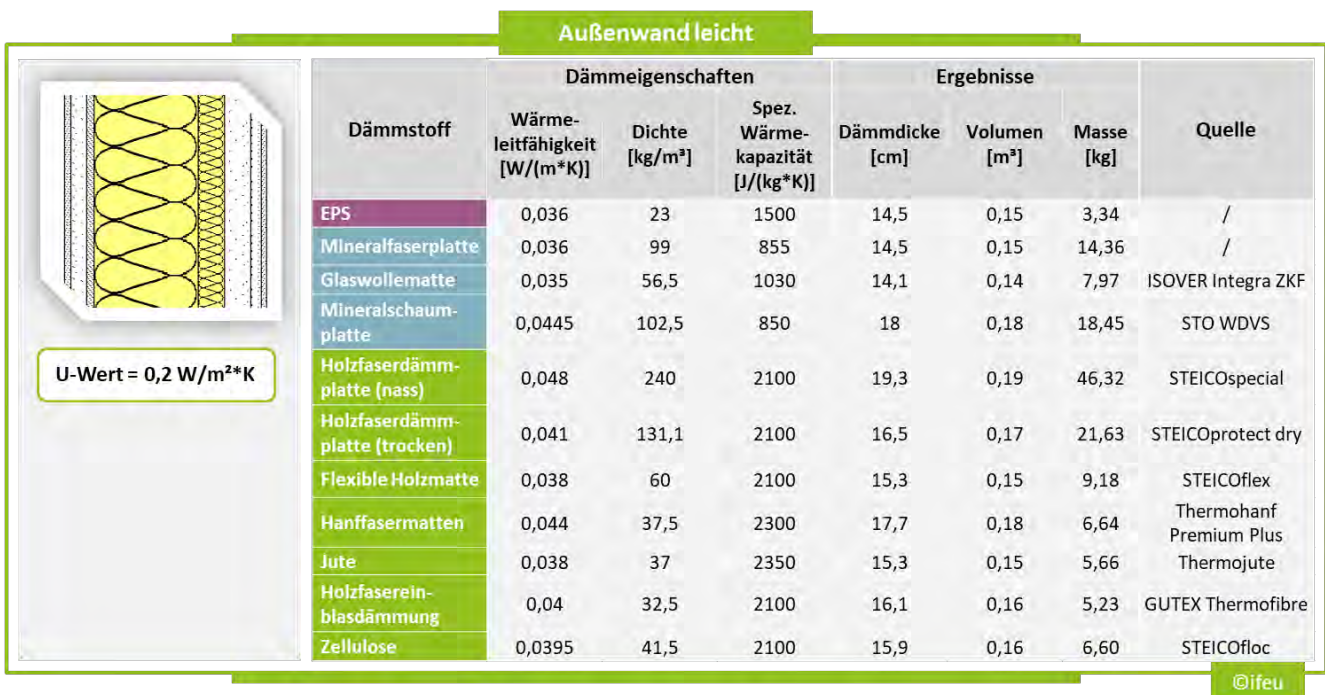 Außenwand leicht
U-Wert = 0,2 W/m²*K
Dämmeigenschaften Ergebnisse
Dämmstoff Wärme-leitfähigkeit [W/(m*K)] Dichte [kg/m³] Spez. Wärme-kapazität [J/(kg*K)] Dämmdicke [cm] Volumen [m³] Masse [kg] Quelle
EPS 0,036 23 1500 14,5 0,15 3,34 /
Mineralfaserplatte 0,036 99 855 14,5 0,15 14,36 /
Glaswollematte 0,035 56,5 1030 14,1 0,14 7,97 ISOVER Integra ZKF
Mineralschaum-platte 0,0445 102,5 850 18 0,18 18,45 STO WDVS
Holzfaserdämm-platte (nass) 0,048 240 2100 19,3 0,19 46,32 STEICOspecial
Holzfaserdämm-platte (trocken) 0,041 131,1 2100 16,5 0,17 21,63 STEICOprotect dry
Flexible Holzmatte 0,038 60 2100 15,3 0,15 9,18 STEICOflex
Hanffasermatten 0,044 37,5 2300 17,7 0,18 6,64 Thermohanf Premium Plus
Jute 0,038 37 2350 15,3 0,15 5,66 Thermojute
Holzfaserein-blasdämmung 0,04 32,5 2100 16,1 0,16 5,23 GUTEX Thermofibre
Zellulose 0,0395 41,5 2100 15,9 0,16 6,60 STEICOfloc
©ifeu